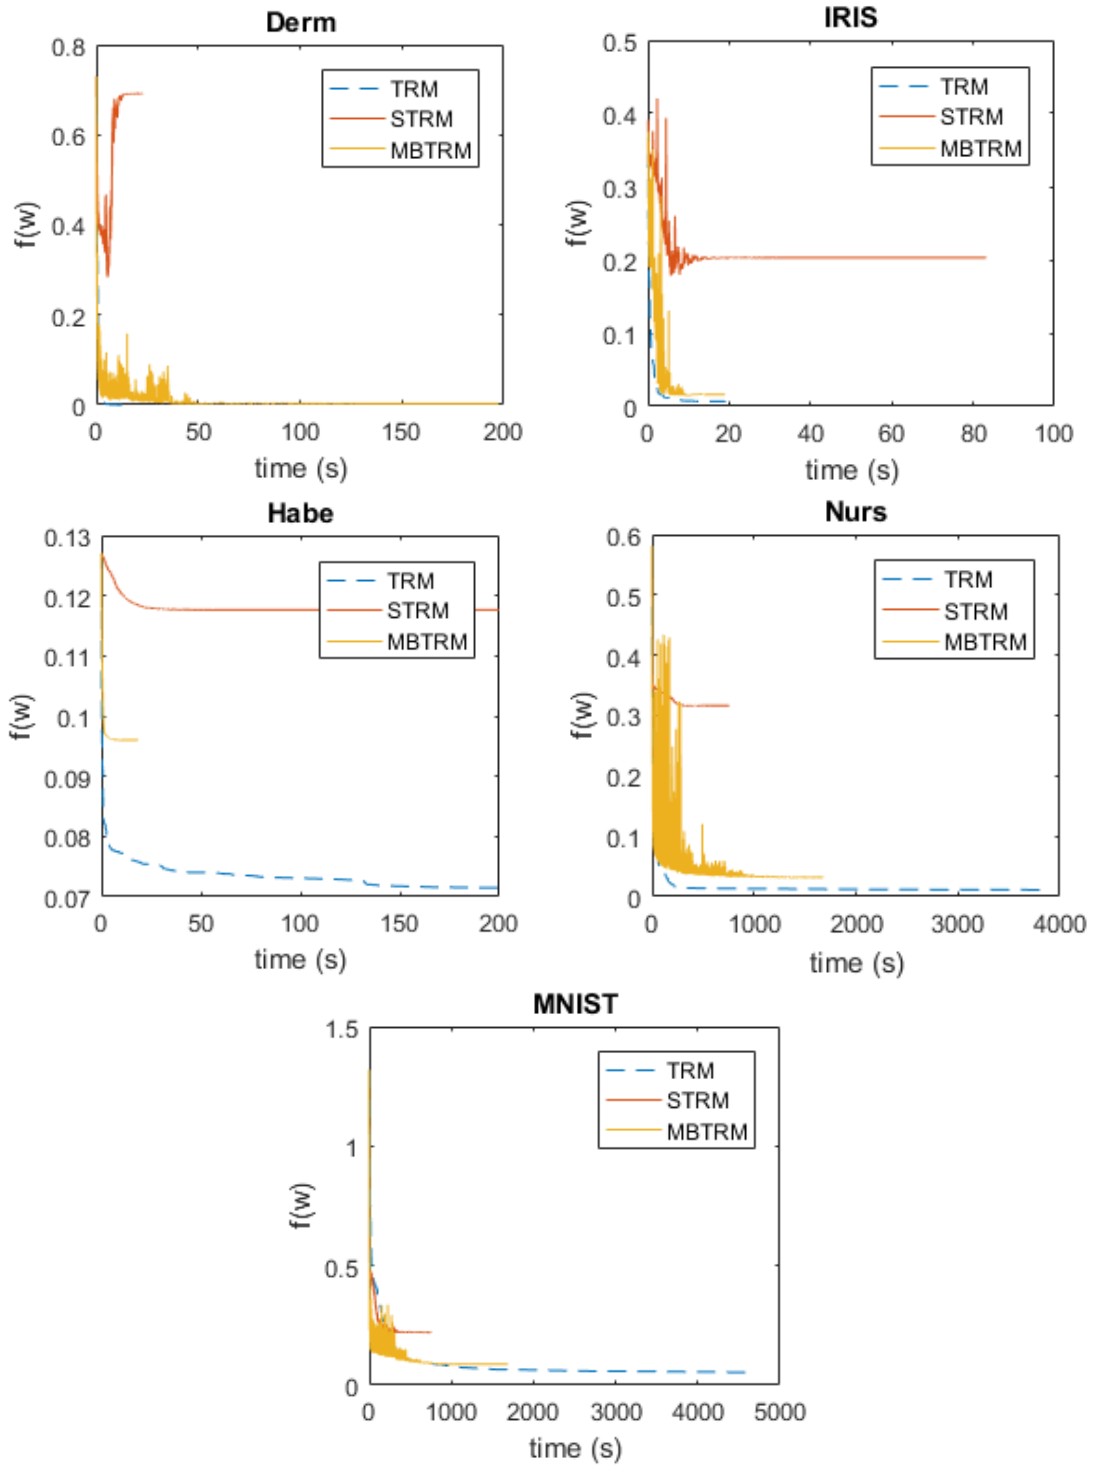 Derm
0.8
0.6
0.4
0.2
0
f(w)
TRM
STRM
MBTRM
0 50 100 150 200
time (s)
IRIS
0.5
0.4
0.3
0.2
0.1
0
f(w)
TRM
STRM
MBTRM
0 20 40 60 80 100
time (s)
Habe
0.13
0.12
0.11
0.1
0.09
0.08
0.07
f(w)
TRM
STRM
MBTRM
0 50 100 150 200
time (s)
Nurs
0.6
0.5
0.4
0.3
0.2
0.1
0
f(w)
TRM
STRM
MBTRM
0 1000 2000 3000 4000
time (s)
MNIST
1.5
1
0.5
0
f(w)
TRM
STRM
MBTRM
0 1000 2000 3000 4000 5000
time (s)